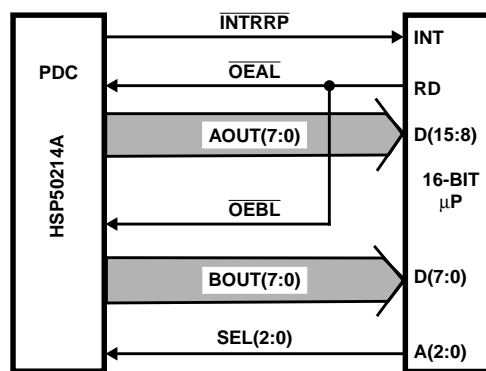 INTRRP
INT
PDC
OEAL
RD
HSP50214A
AOUT(7:0)
D(15:8)
16-BIT
μP
OEBL
BOUT(7:0)
D(7:0)
SEL(2:0)
A(2:0)